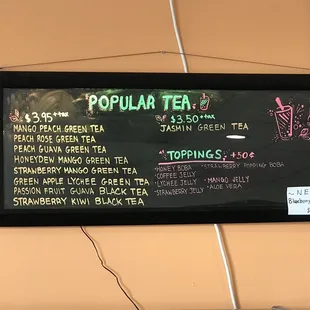 POPULAR TEA
$3.95 +tax
MANGO PEACH GREEN TEA
PEACH ROSE GREEN TEA
PEACH GUAVA GREEN TEA
HONEYDEW MANGO GREEN TEA
STRAWBERRY MANGO GREEN TEA
GREEN APPLE LYCHEE GREEN TEA
PASSION FRUIT GUAVA BLACK TEA
STRAWBERRY KIWI BLACK TEA
$3.50 +tax
JASMIN GREEN TEA
TOPPINGS +50¢
*HONEY BOBA *STRAWBERRY POPPING BOBA
*COFFEE JELLY
*LYCHEE JELLY *MANGO JELLY
*STRAWBERRY JELLY *ALOE VERA
~NE
Blueberry
$